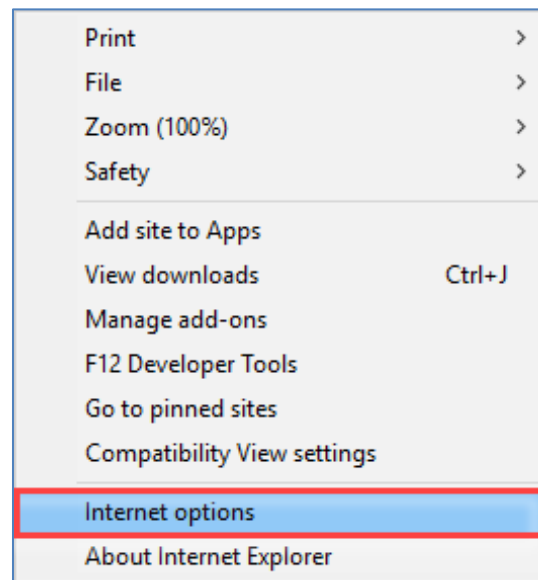 Print
File
Zoom (100%)
Safety
Add site to Apps
View downloads Ctrl+J
Manage add-ons
F12 Developer Tools
Go to pinned sites
Compatibility View settings
Internet options
About Internet Explorer